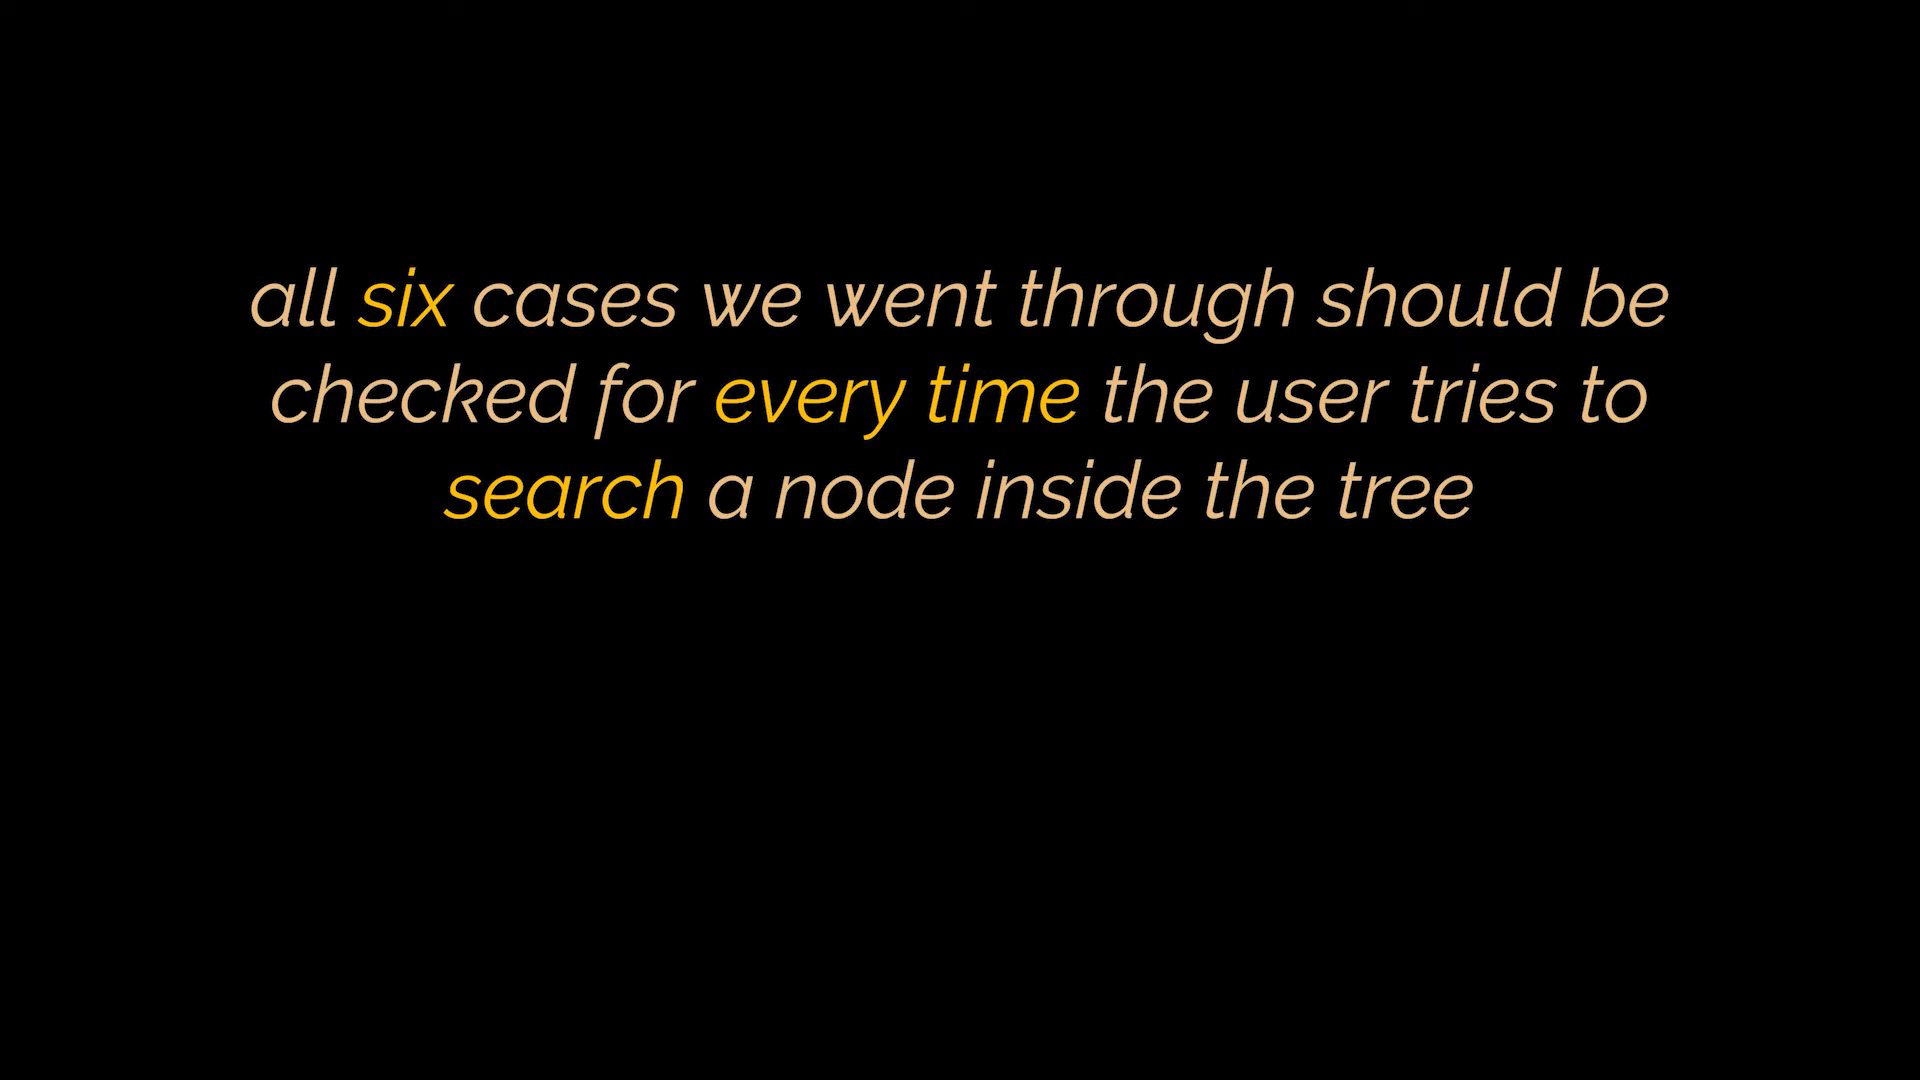 all six cases we went through should be
checked for every time the user tries to
search a node inside the tree